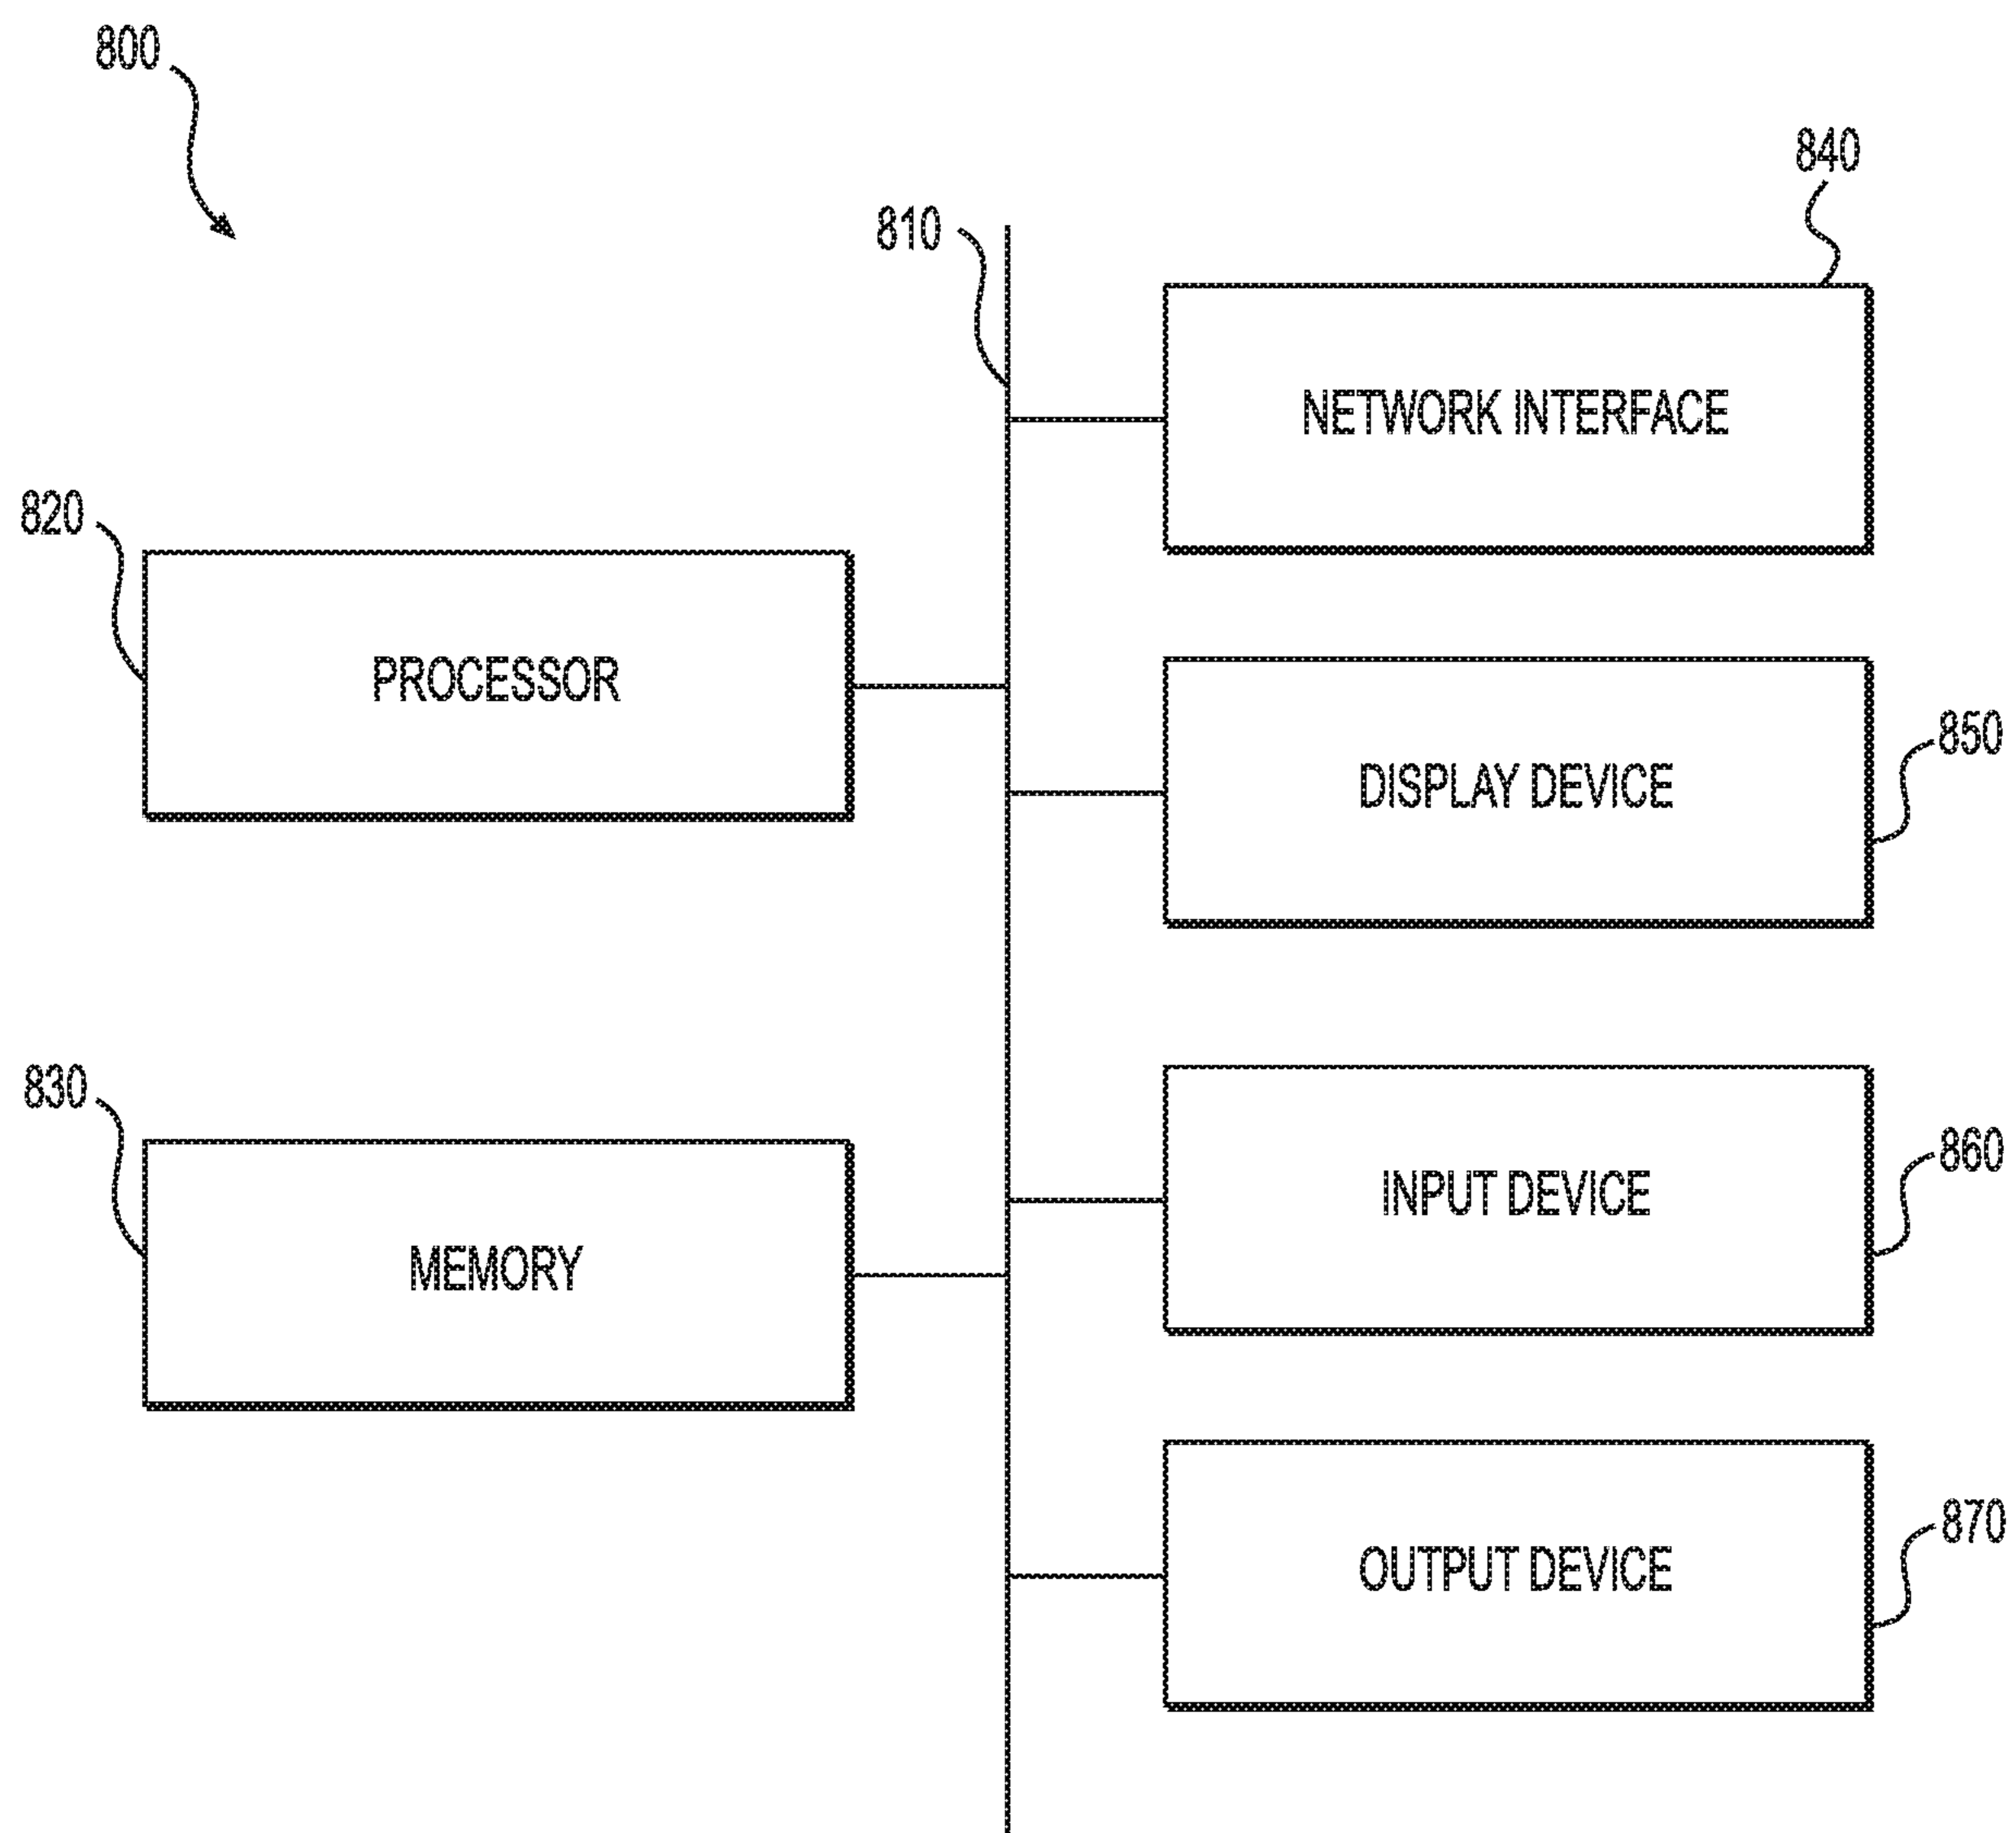 800
840
810
NETWORK INTERFACE
820
PROCESSOR
850
DISPLAY DEVICE
830
860
INPUT DEVICE
MEMORY
870
OUTPUT DEVICE